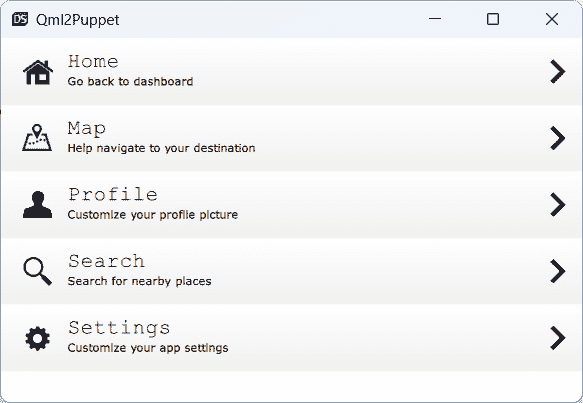 DS Qml2Puppet
Home
Go back to dashboard
Map
Help navigate to your destination
Profile
Customize your profile picture
Search
Search for nearby places
Settings
Customize your app settings